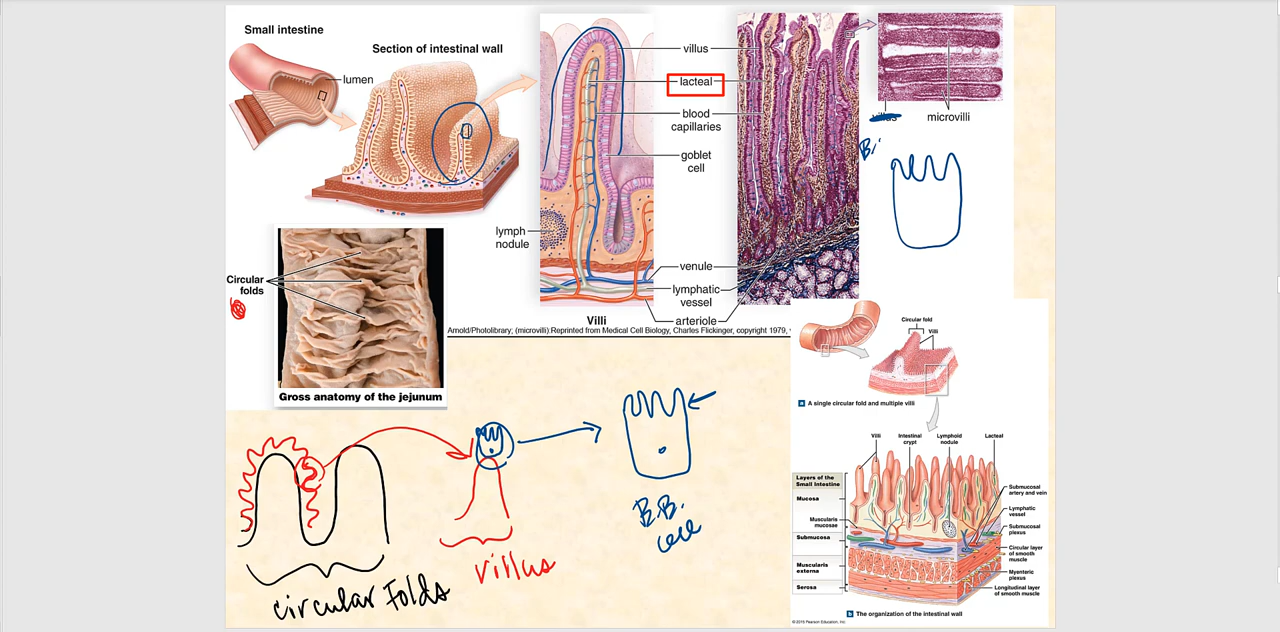 Small intestine
lumen
Section of intestinal wall
villus
lacteal
blood
capillaries
goblet
cell
lymph
nodule
venule
lymphatic
vessel
arteriole
Villi
microvilli
Bi
Circular
folds
Gross anatomy of the jejunum
Arnold/Photolibrary; (microvilli):Reprinted from Medical Cell Biology, Charles Flickinger, copyright 1979,
circular Folds
villus
B.B.
cell
Circular fold
Villi
a A single circular fold and multiple villi
Villi
Intestinal
crypt
Lymphoid
nodule
Lacteal
Layers of the
Small Intestine
Mucosa
Muscularis
mucosae
Submucosa
Muscularis
externa
Serosa
Submucosal
artery and vein
Lymphatic
vessel
Submucosal
plexus
Circular layer
of smooth
muscle
Myenteric
plexus
Longitudinal layer
of smooth muscle
b The organization of the intestinal wall